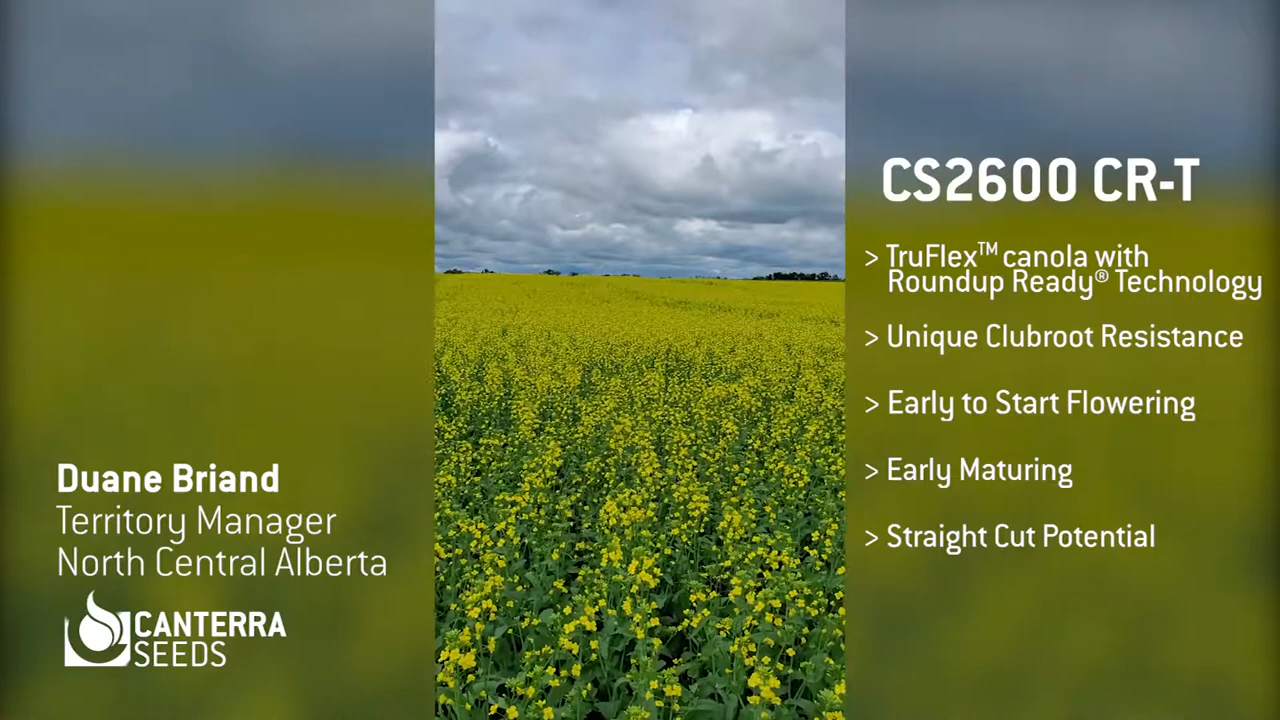 Duane Briand
Territory Manager
North Central Alberta
CANTERRA
SEEDS
CS2600 CR-T
> TruFlex™ canola with
Roundup Ready® Technology
> Unique Clubroot Resistance
> Early to Start Flowering
> Early Maturing
> Straight Cut Potential